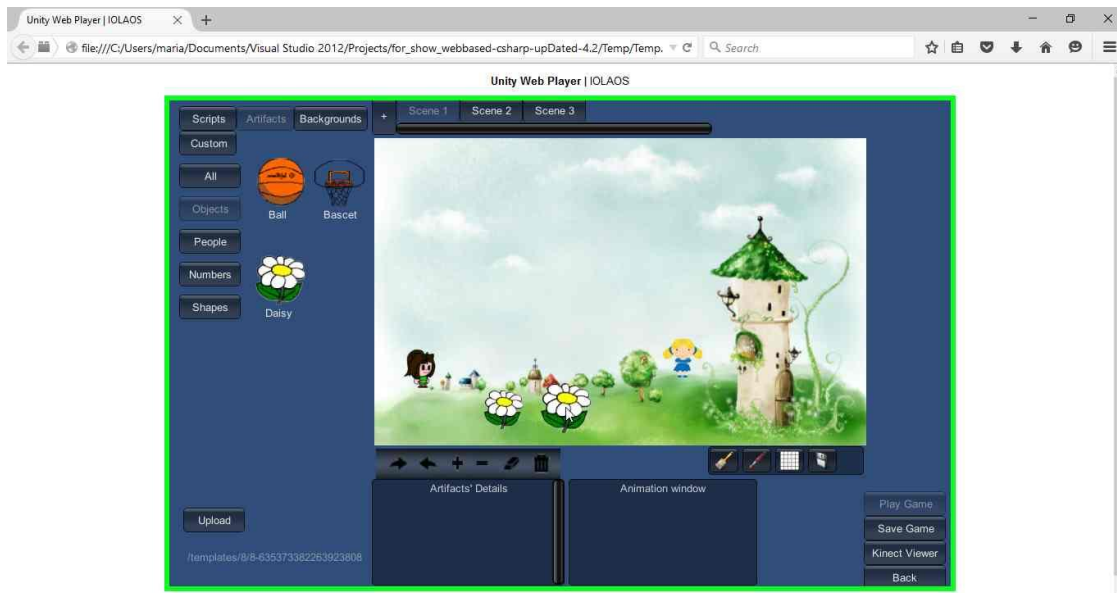 Unity Web Player | IOLAOS
file:///C:/Users/maria/Documents/Visual Studio 2012/Projects/for_show_webbased-csharp-upDated-4.2/Temp/Temp.
Search
Unity Web Player | IOLAOS
Scripts
Artifacts
Backgrounds
+
Scene 1
Scene 2
Scene 3
Custom
All
Objects
People
Numbers
Shapes
Ball
Bascet
Daisy
Artifacts' Details
Animation window
Upload
/templates/8/8-635373382263923808
Play Game
Save Game
Kinect Viewer
Back